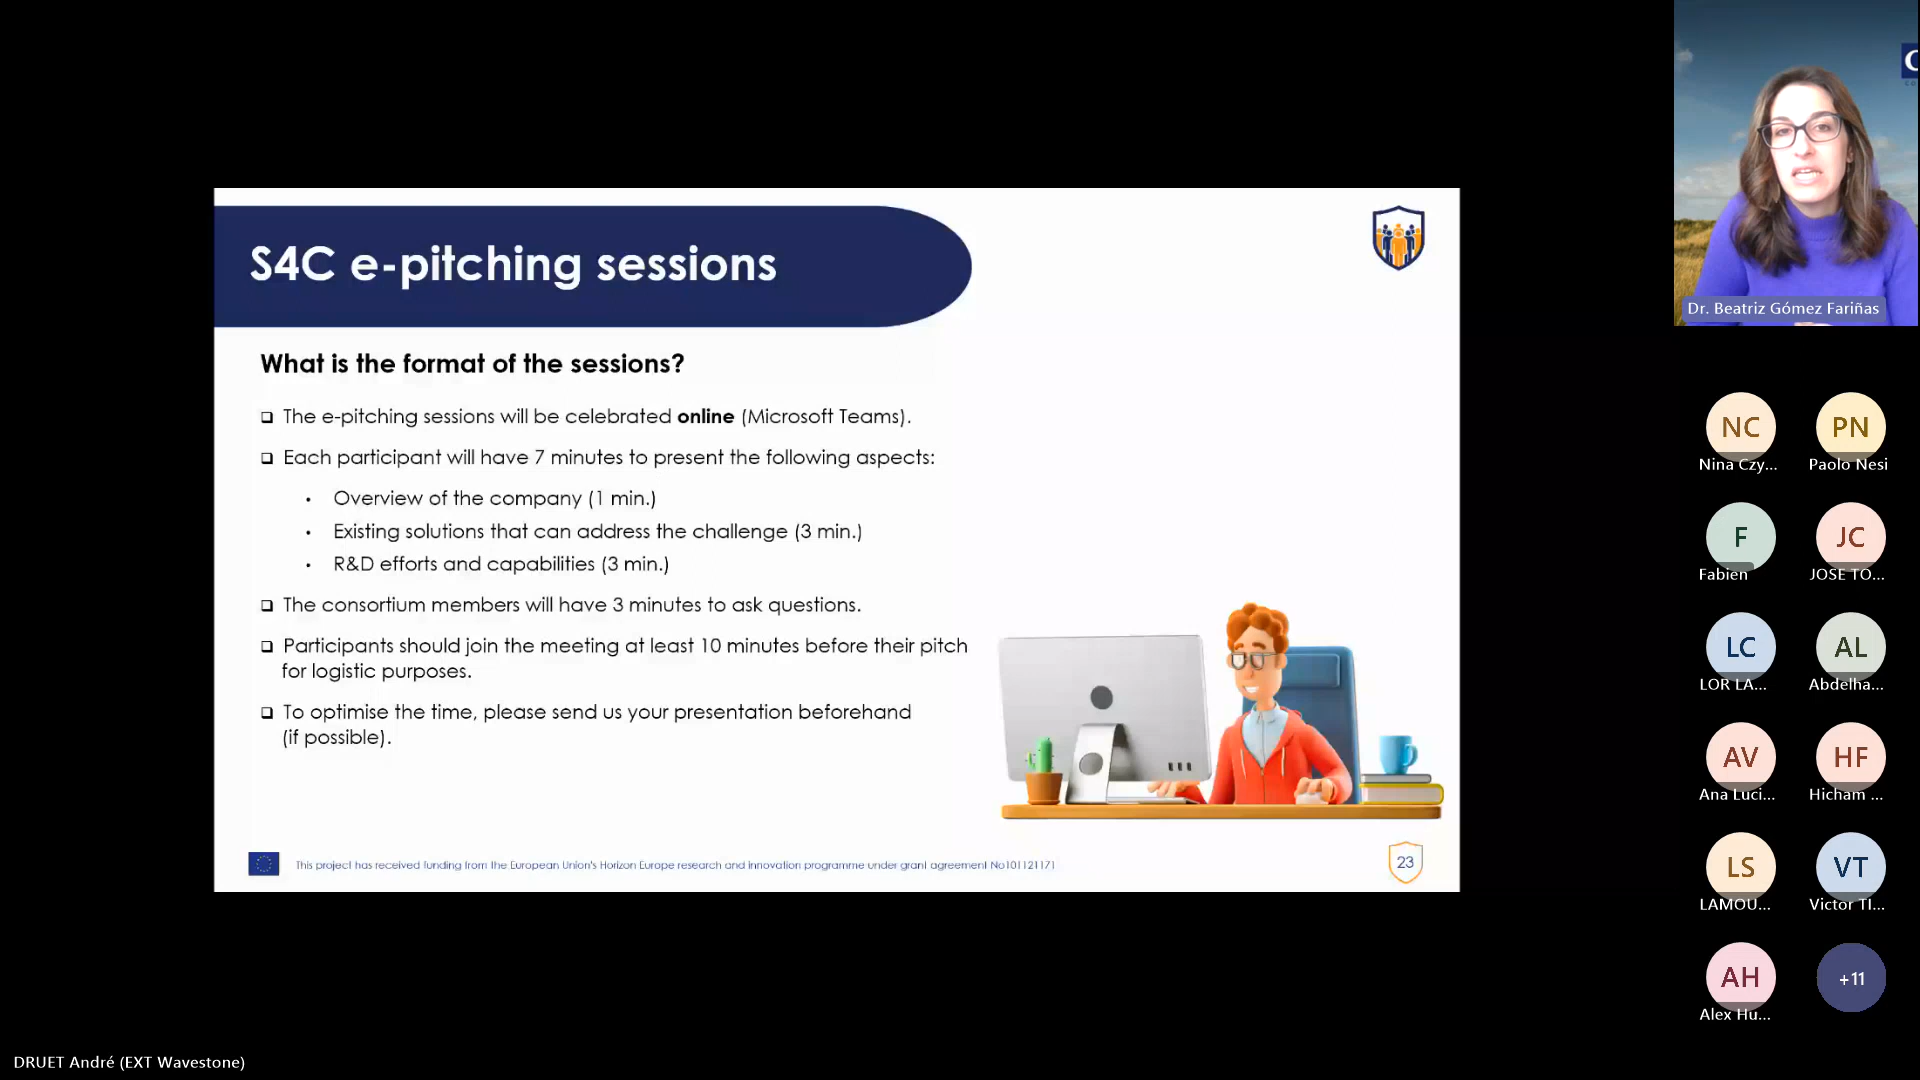 S4C e-pitching sessions
What is the format of the sessions?
❑ The e-pitching sessions will be celebrated online (Microsoft Teams).
❑ Each participant will have 7 minutes to present the following aspects:
• Overview of the company (1 min.)
• Existing solutions that can address the challenge (3 min.)
• R&D efforts and capabilities (3 min.)
❑ The consortium members will have 3 minutes to ask questions.
❑ Participants should join the meeting at least 10 minutes before their pitch
for logistic purposes.
❑ To optimise the time, please send us your presentation beforehand
(if possible).
This project has received funding from the European Union's Horizon Europe research and innovation programme under grant agreement No101121171
23
Dr. Beatriz Gómez Fariñas
NC
Nina Czy...
PN
Paolo Nesi
F
Fabien
JC
JOSE TO...
LC
LOR LA...
AL
Abdelha...
AV
Ana Luci...
HF
Hicham ...
LS
LAMOU...
VT
Victor TI...
AH
Alex Hu...
+11
DRUET André (EXT Wavestone)